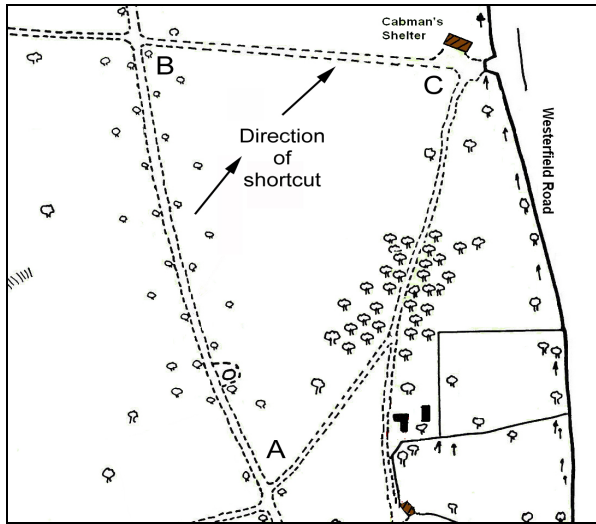 Cabman's
Shelter
B
C
Direction
of
shortcut
Westerfield Road
A